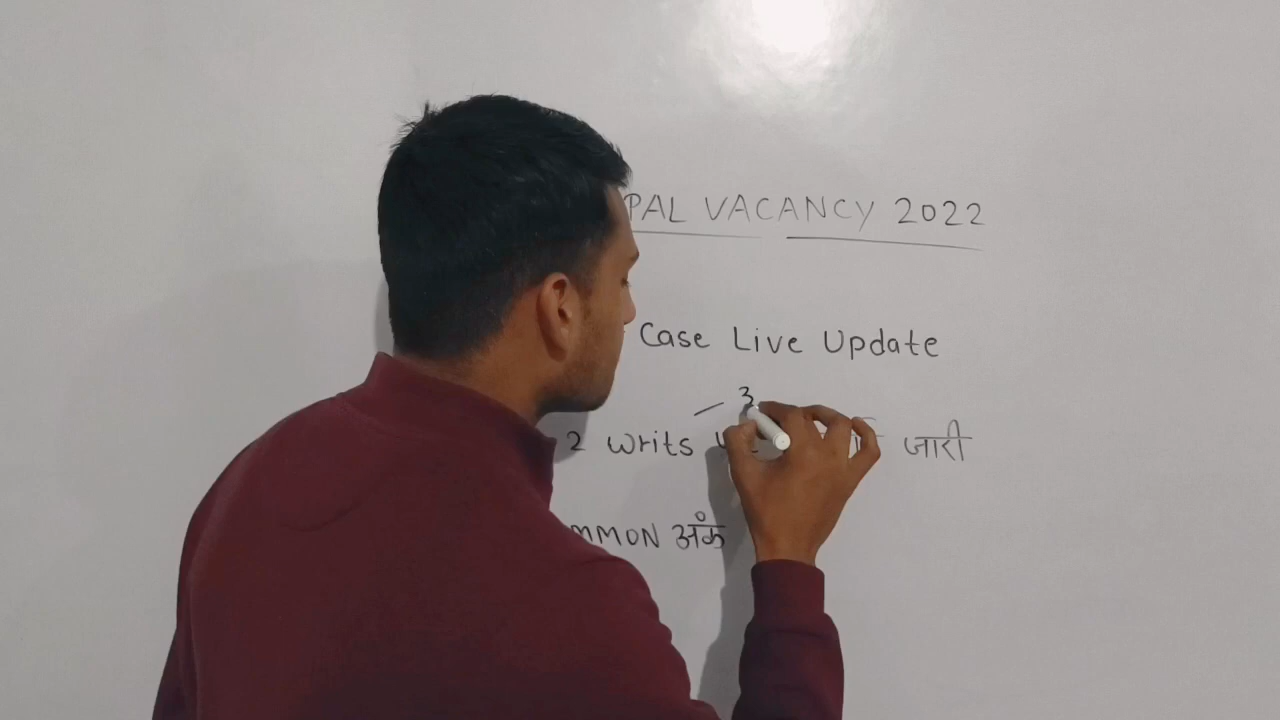 PAL VACANCY 2022
Case Live Update
3
2 writs जारी
MMON अंक